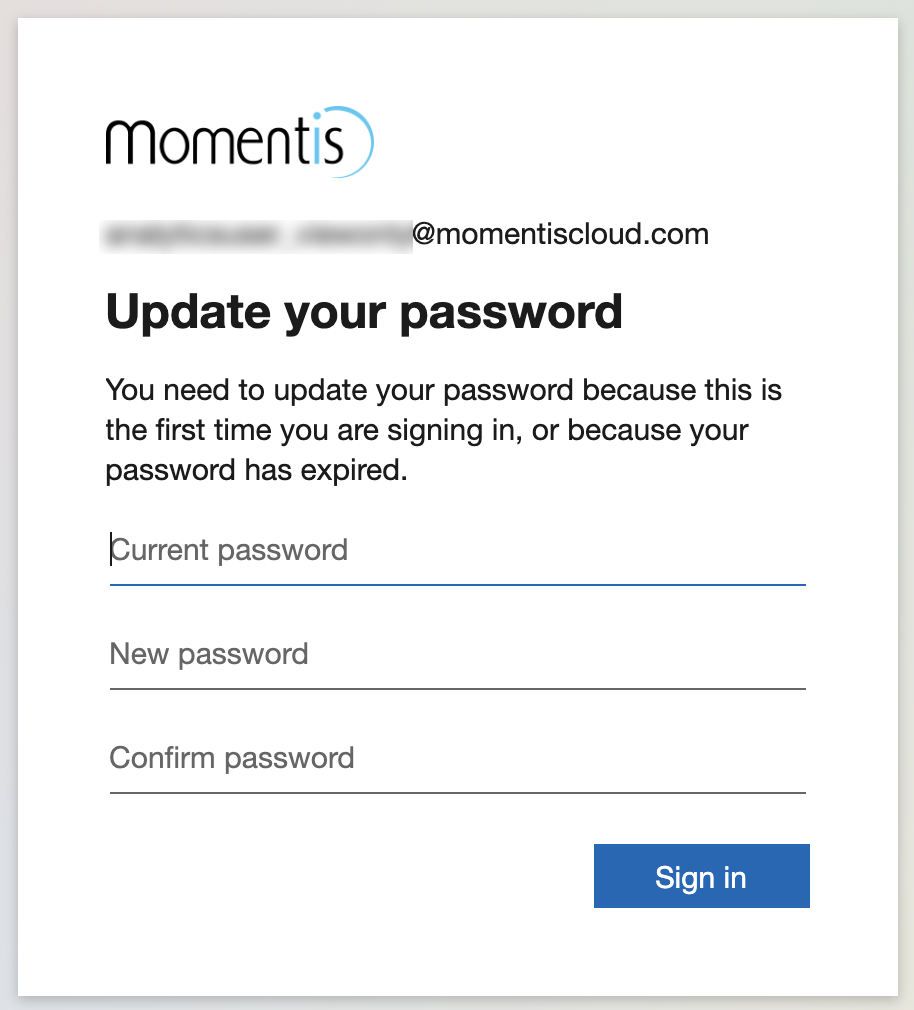 Momentis
@momentiscloud.com
Update your password
You need to update your password because this is
the first time you are signing in, or because your
password has expired.
Current password
New password
Confirm password
Sign in